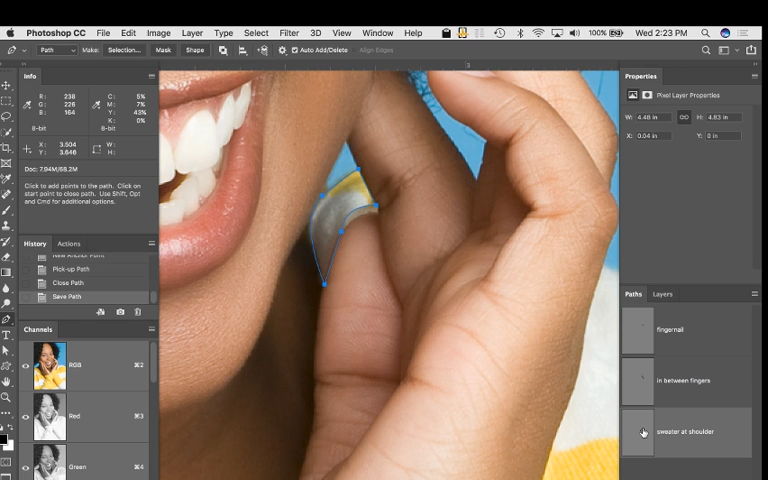 Photoshop CC File Edit Image Layer Type Select Filter 3D View Window Help 100% Wed 2:23 PM
Path Make: Selection... Mask Shape Auto Add/Delete Align Edges
Info
R: 238 C: 5%
G: 226 M: 7%
B: 164 Y: 43%
K: 0%
8-bit 8-bit
X: 3.504 W:
Y: 3.646 H:
Doc: 7.94M/68.2M
Click to add points to the path. Click on
start point to close path. Use Shift, Opt
and Cmd for additional options.
History Actions
New Anchor Point
Pick-up Path
Close Path
Save Path
Channels
RGB ⌘2
Red ⌘3
Green ⌘4
3
Properties
Pixel Layer Properties
W: 4.48 in H: 4.83 in
X: 0.04 in Y: 0 in
Paths Layers
fingernail
in between fingers
sweater at shoulder